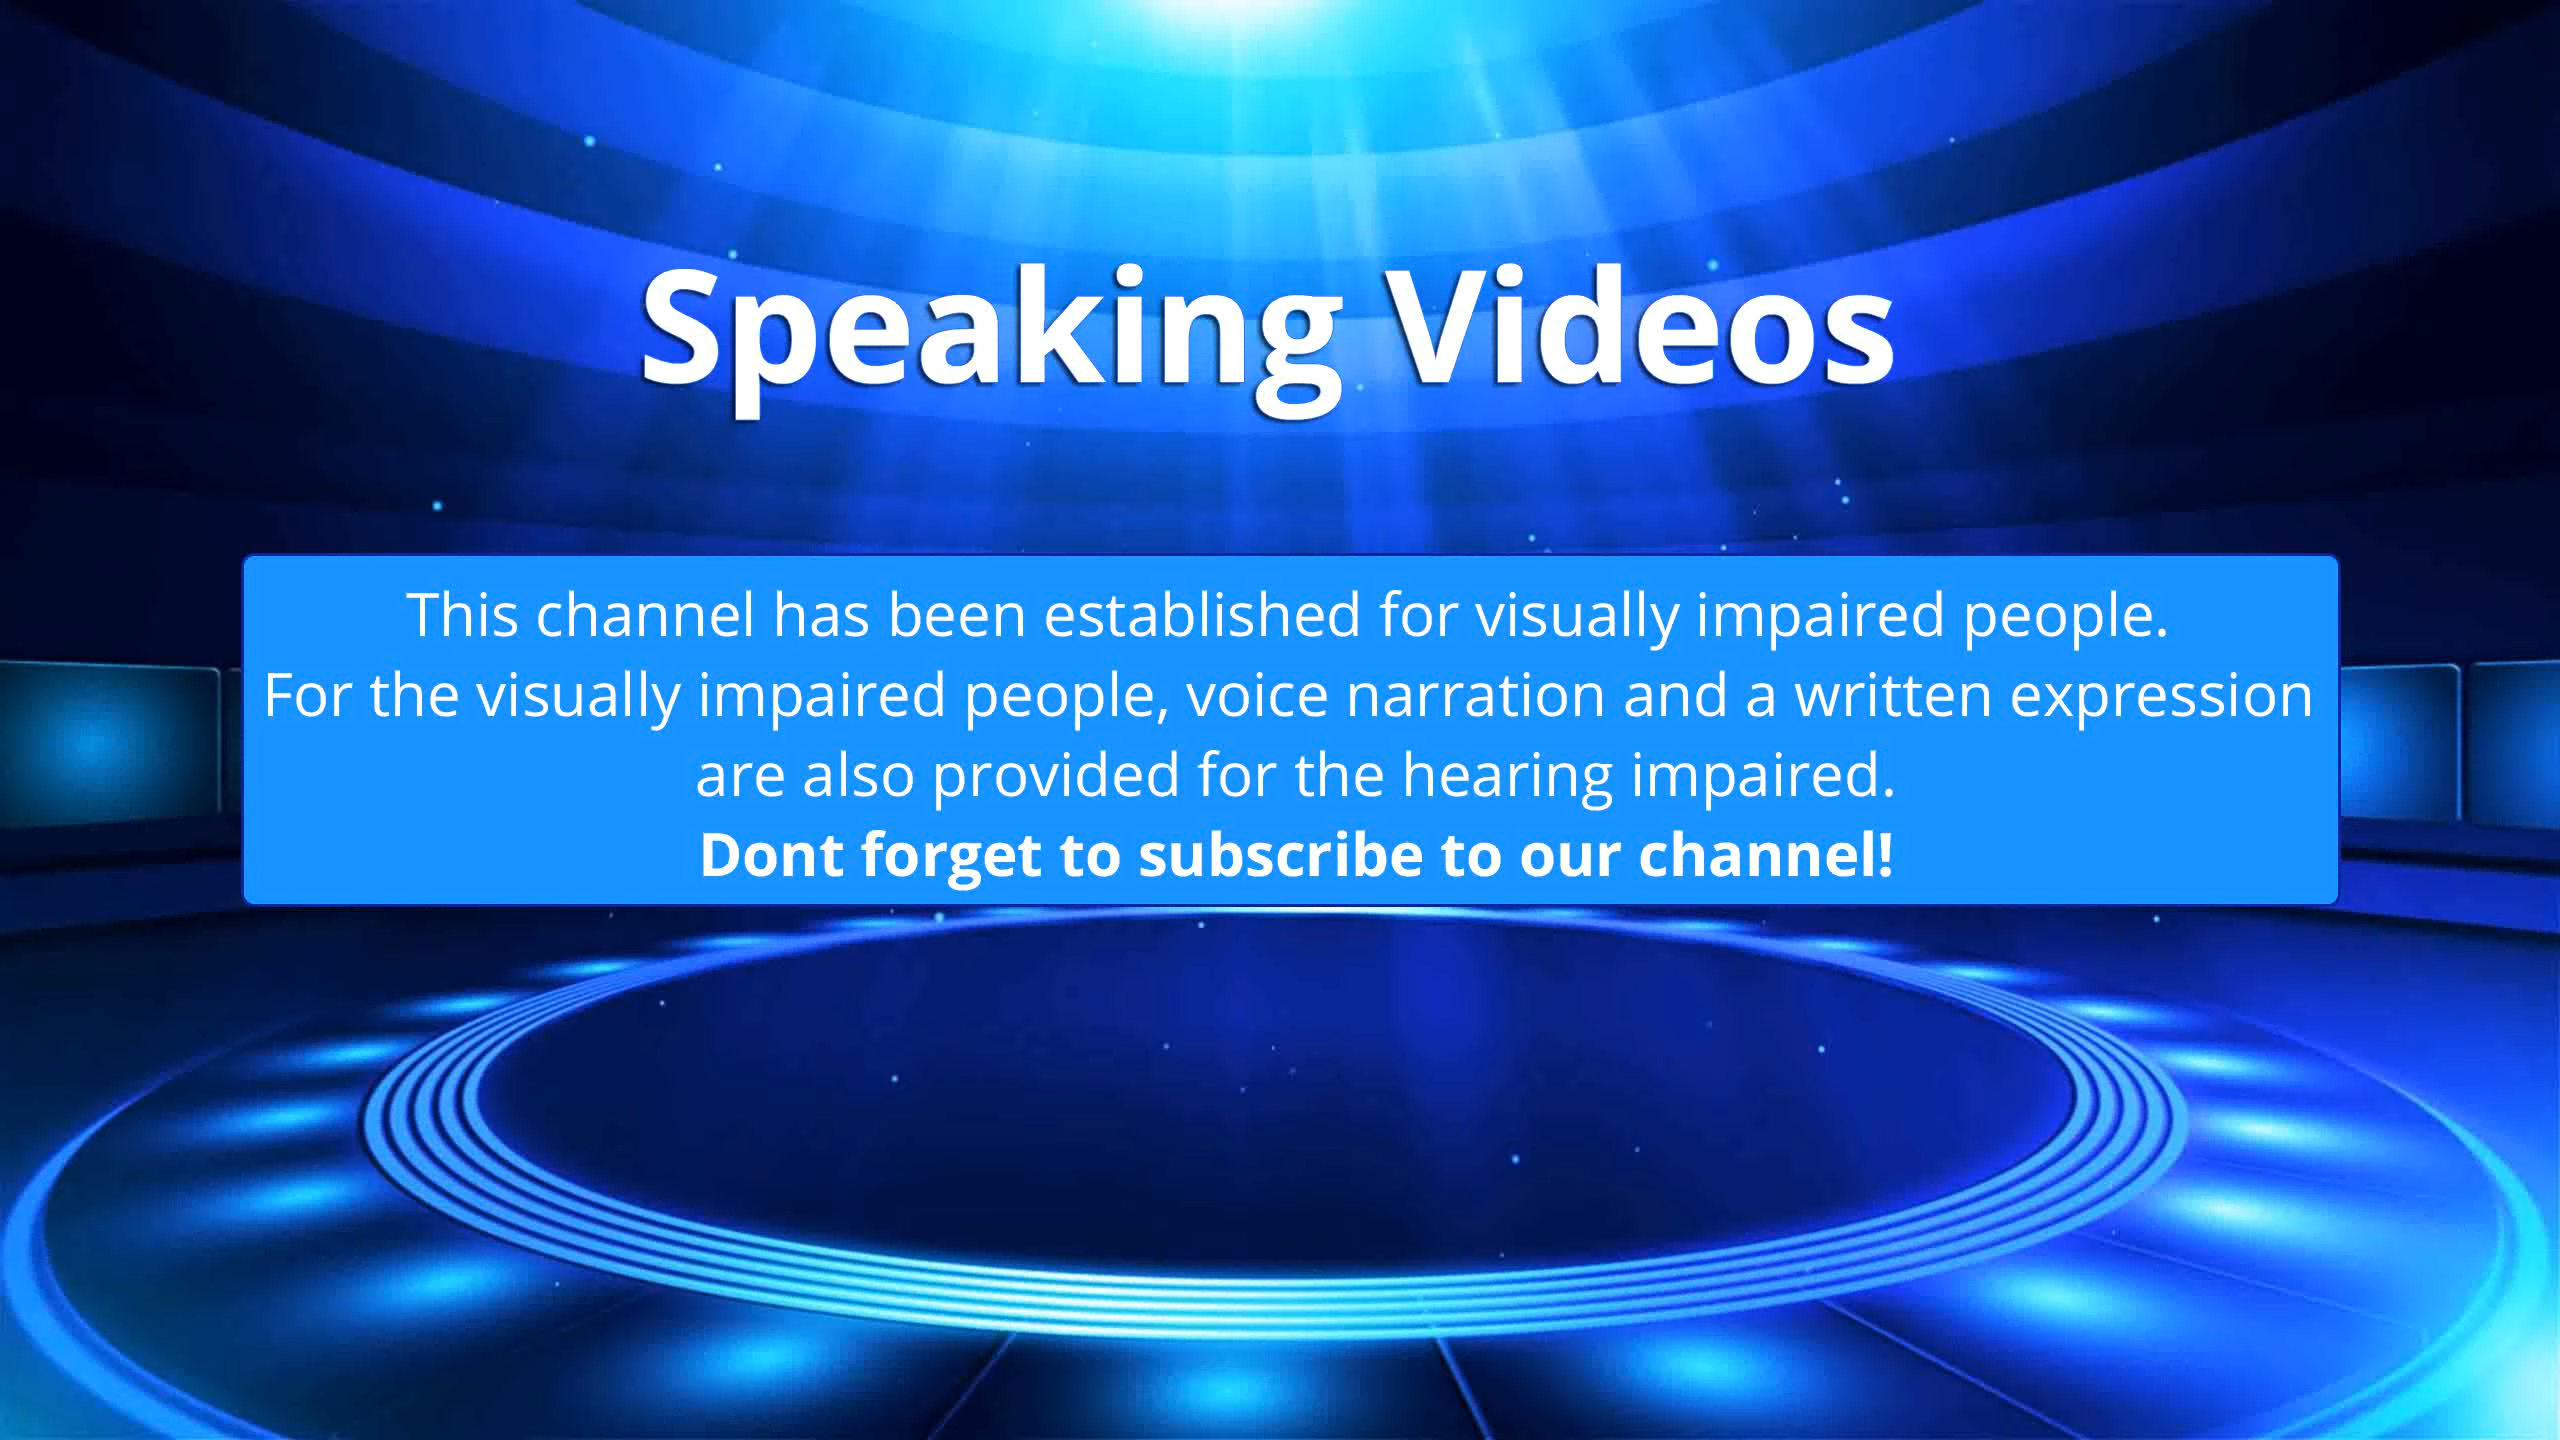 Speaking Videos
This channel has been established for visually impaired people.
For the visually impaired people, voice narration and a written expression
are also provided for the hearing impaired.
Dont forget to subscribe to our channel!